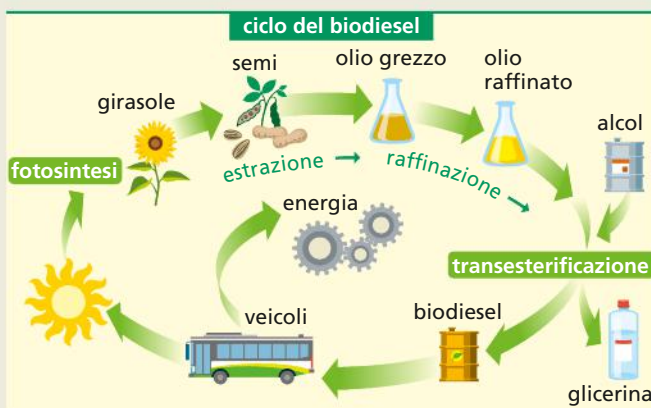 ciclo del biodiesel
semi
olio grezzo
olio
raffinato
girasole
alcol
fotosintesi
estrazione →
raffinazione →
energia
transesterificazione
veicoli
biodiesel
glicerina